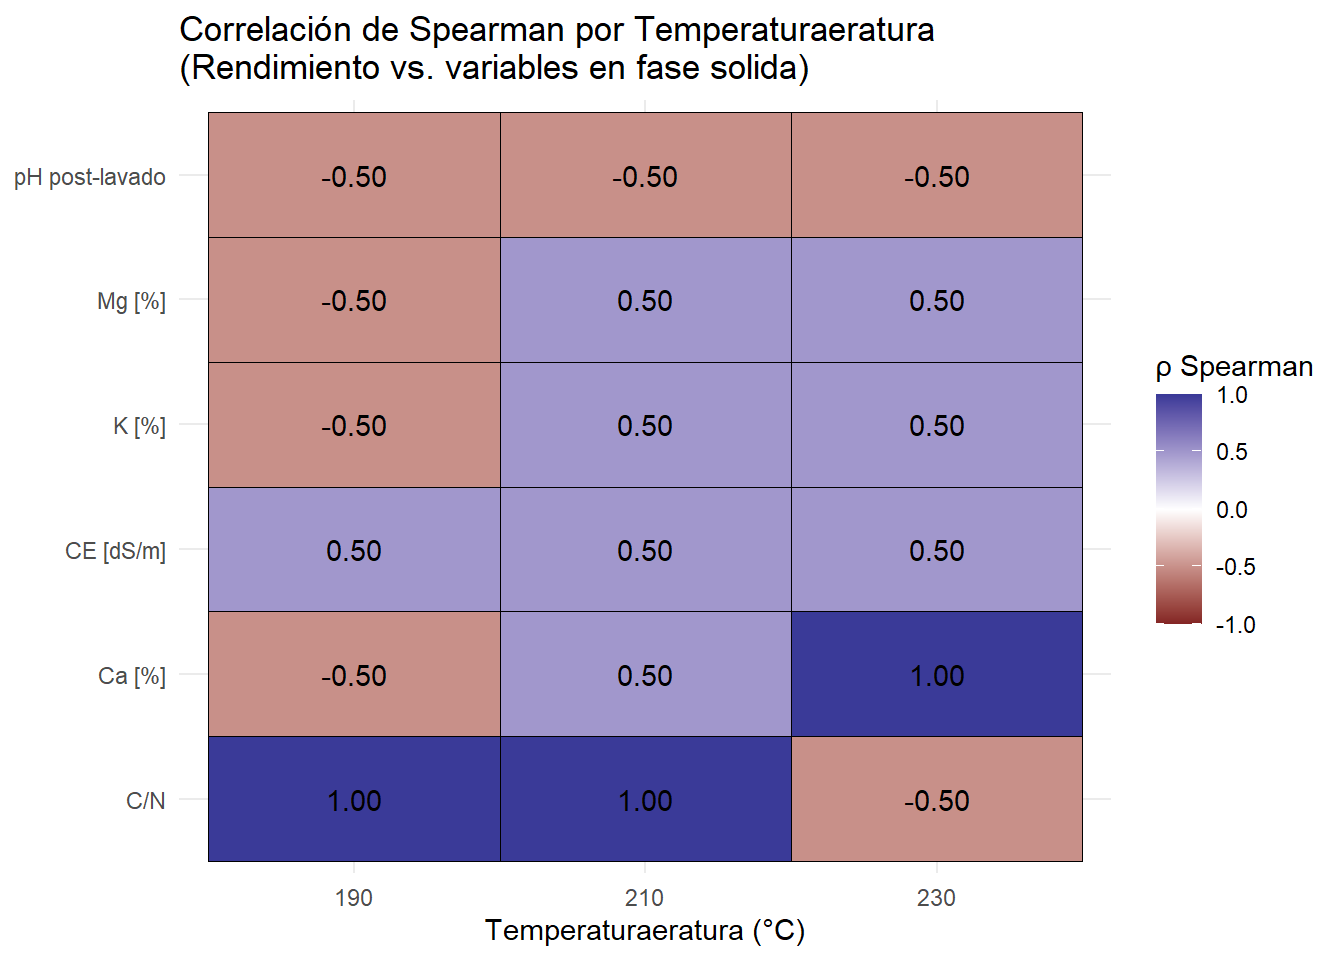 Correlación de Spearman por Temperaturaeratura
(Rendimiento vs. variables en fase solida)
pH post-lavado -0.50 -0.50 -0.50
Mg [%] -0.50 0.50 0.50
K [%] -0.50 0.50 0.50
CE [dS/m] 0.50 0.50 0.50
Ca [%] -0.50 0.50 1.00
C/N 1.00 1.00 -0.50
190 210 230
Temperaturaeratura (°C)
ρ Spearman
1.0
0.5
0.0
-0.5
-1.0